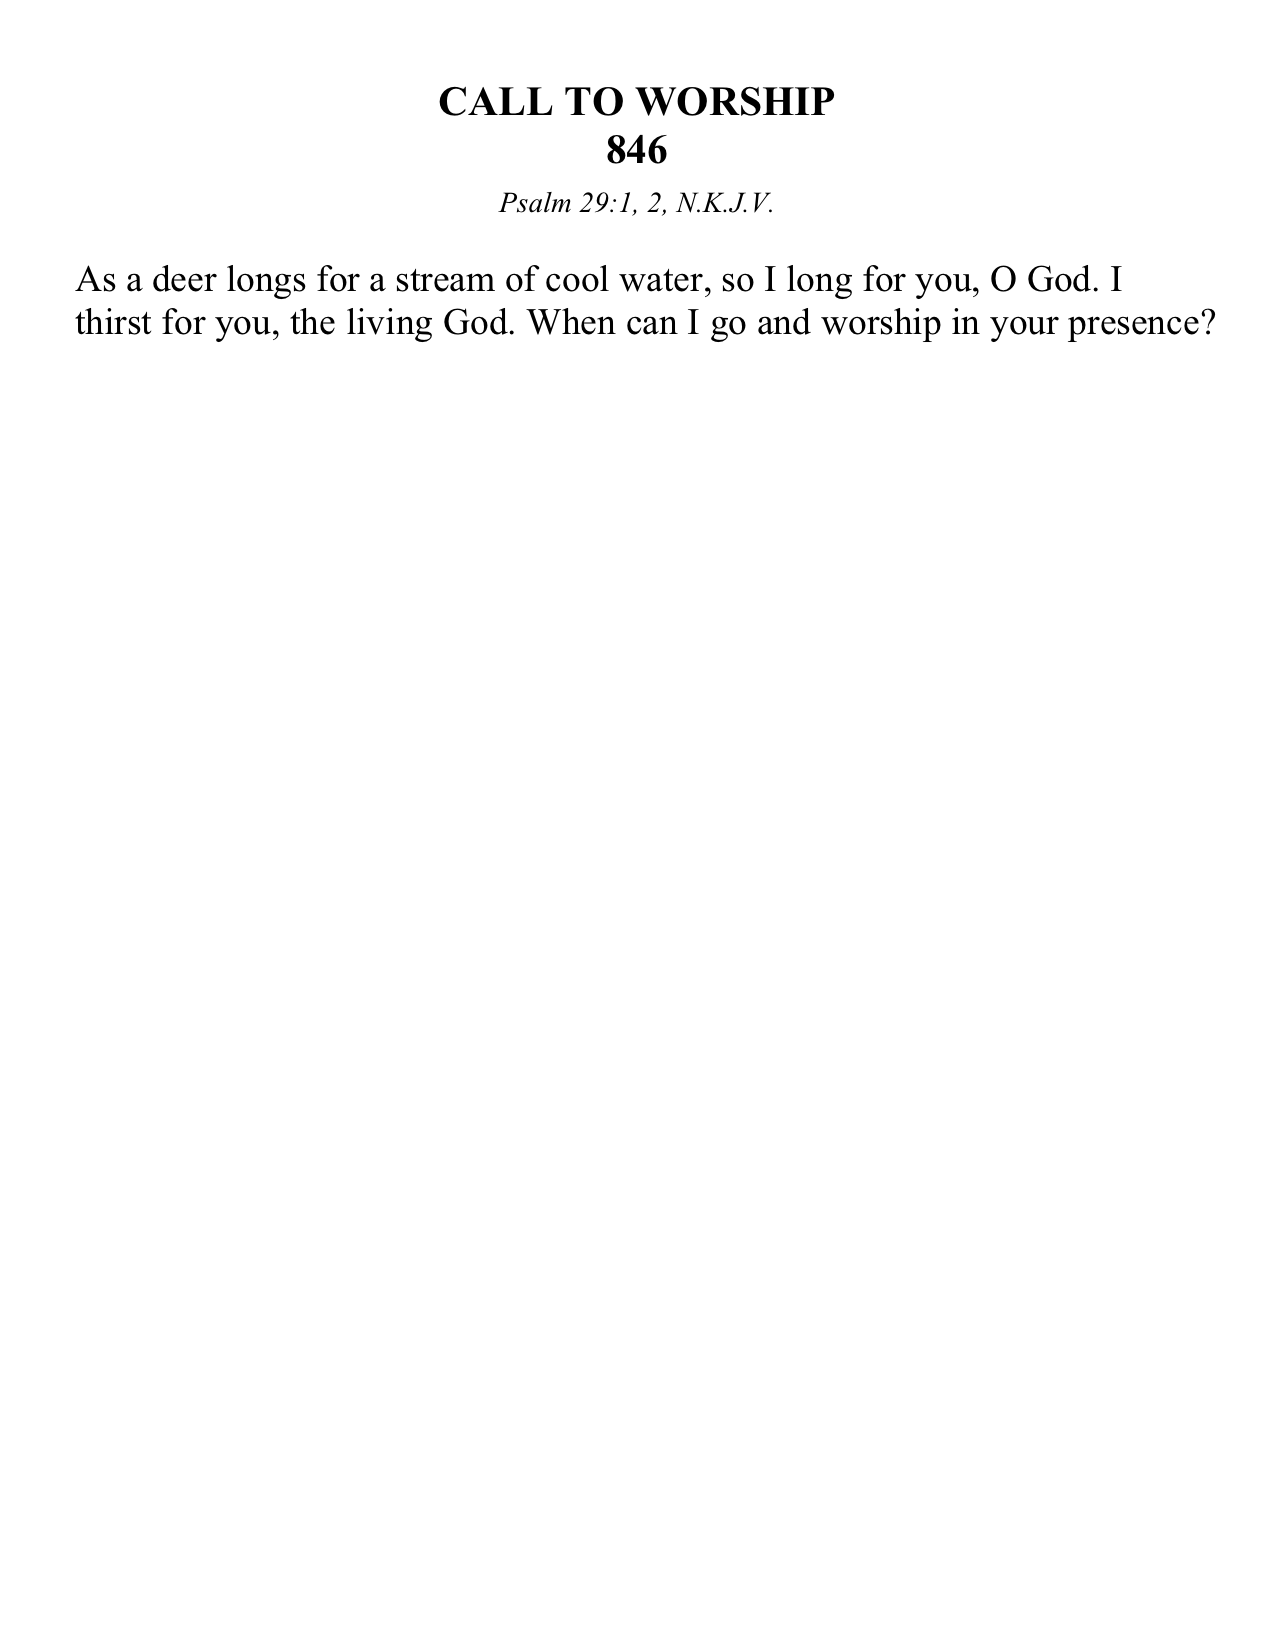 CALL TO WORSHIP
846
Psalm 29:1, 2, N.K.J.V.
As a deer longs for a stream of cool water, so I long for you, O God. I
thirst for you, the living God. When can I go and worship in your presence?